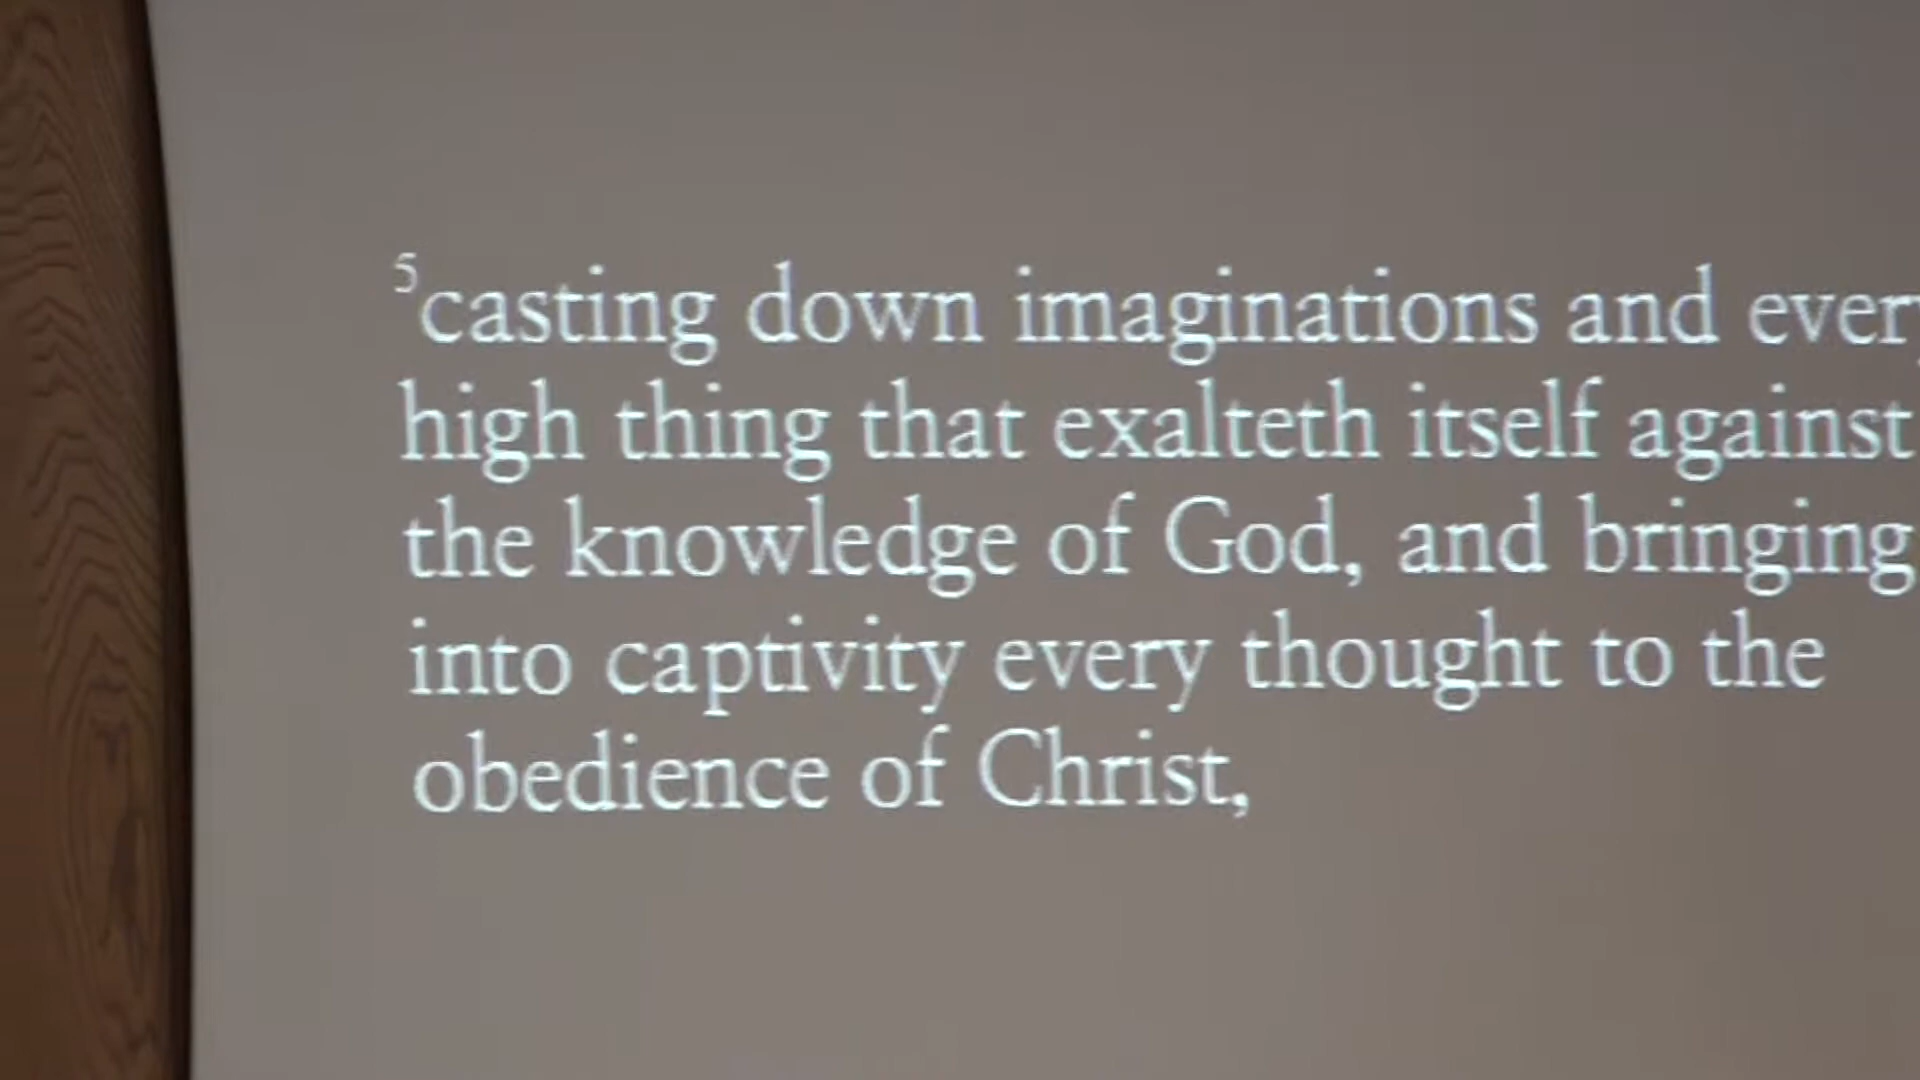 5casting down imaginations and every
high thing that exalteth itself against
the knowledge of God, and bringing
into captivity every thought to the
obedience of Christ,